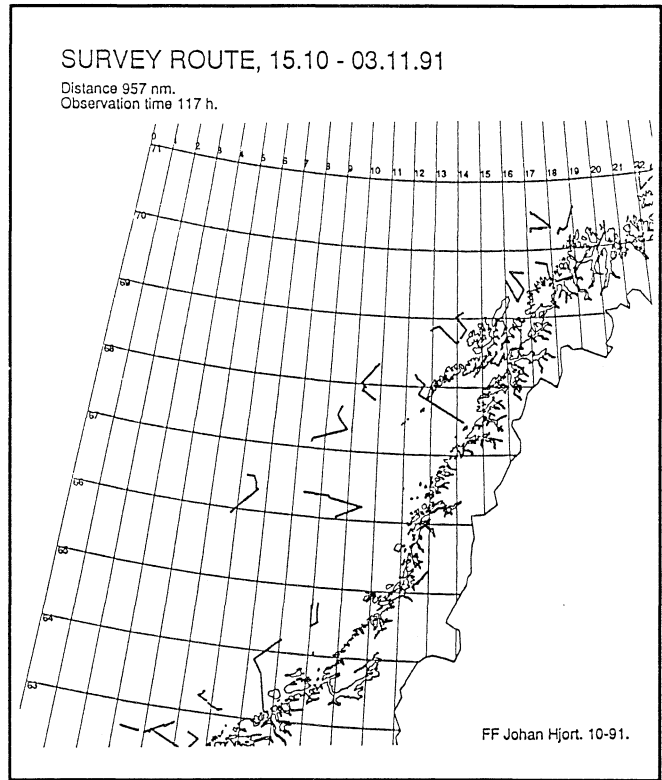 SURVEY ROUTE, 15.10 - 03.11.91
Distance 957 nm.
Observation time 117 h.
0 1 2 3 4 5 6 7 8 9 10 11 12 13 14 15 16 17 18 19 20 21 22
71
70
69
68
67
66
65
64
63
FF Johan Hjort. 10-91.